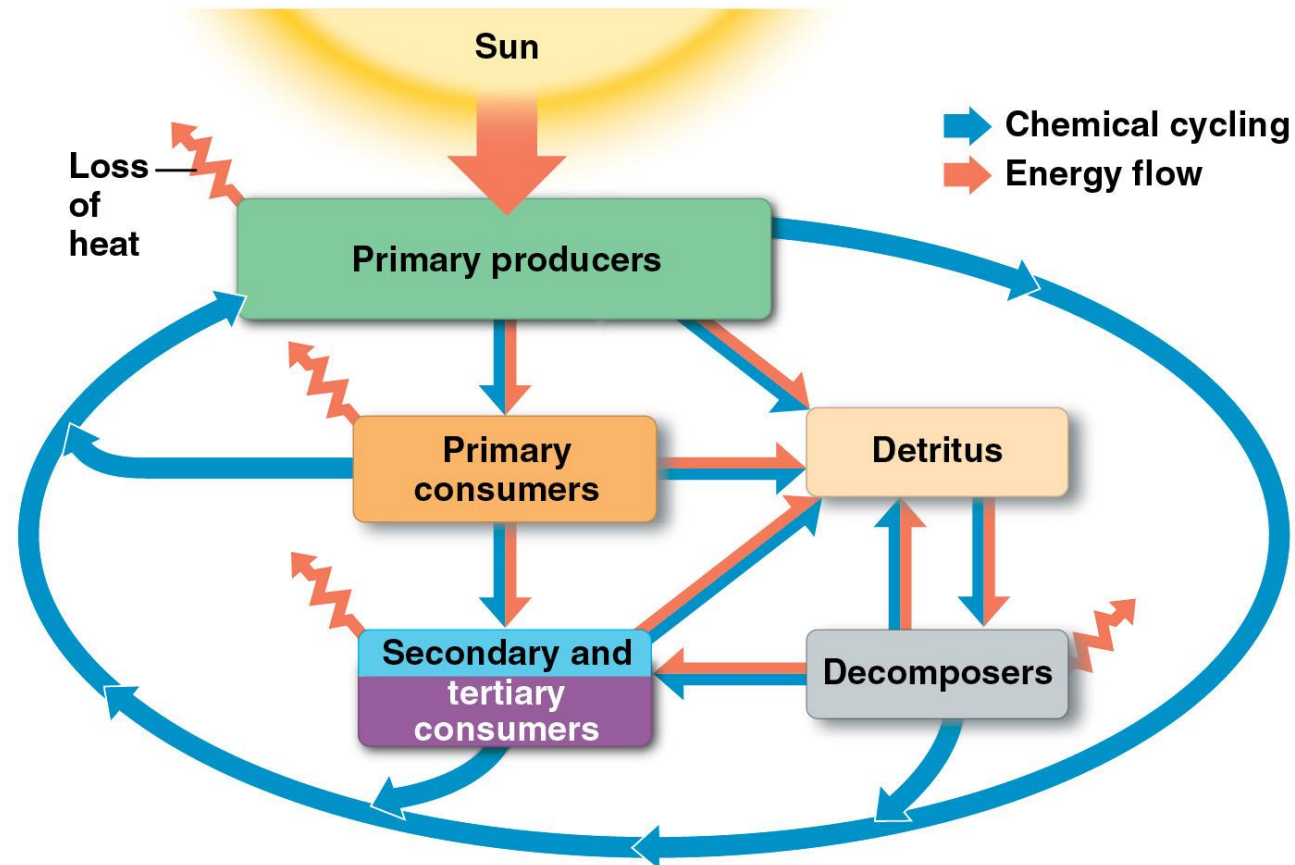 Sun
Chemical cycling
Energy flow
Loss
of
heat
Primary producers
Primary
consumers
Detritus
Secondary and
tertiary
consumers
Decomposers